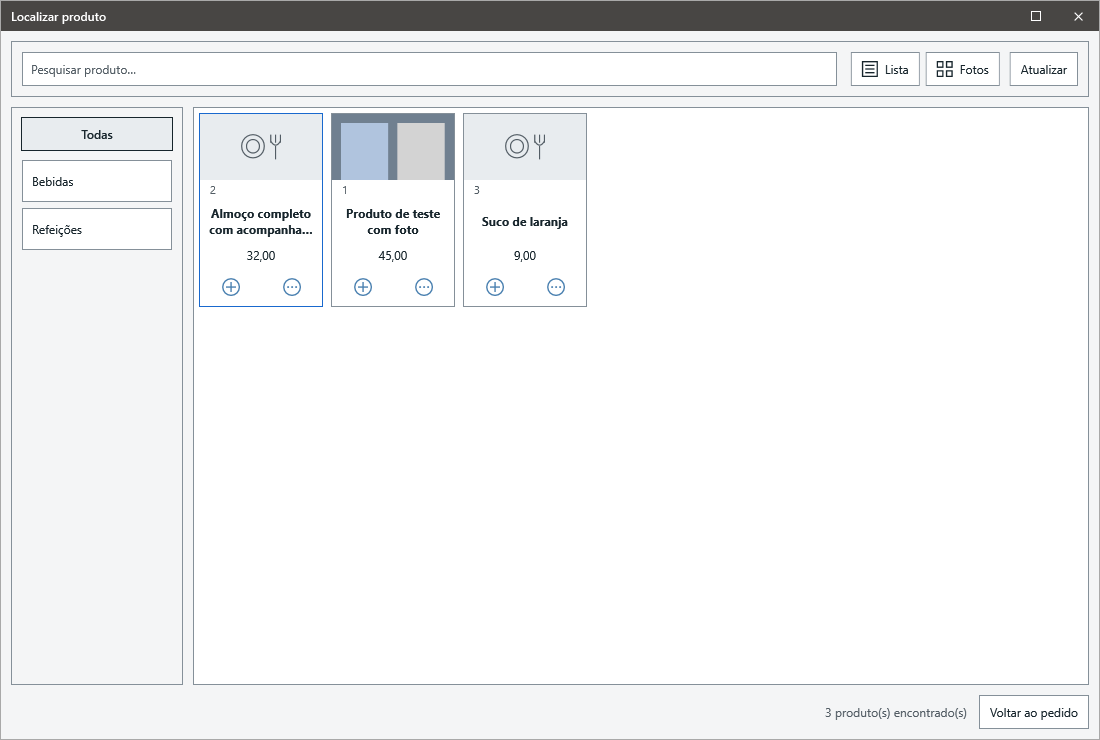 Localizar produto
Pesquisar produto...
Lista
Fotos
Atualizar
Todas
Bebidas
Refeições
2
Almoço completo
com acompanha...
32,00
1
Produto de teste
com foto
45,00
3
Suco de laranja
9,00
3 produto(s) encontrado(s)
Voltar ao pedido